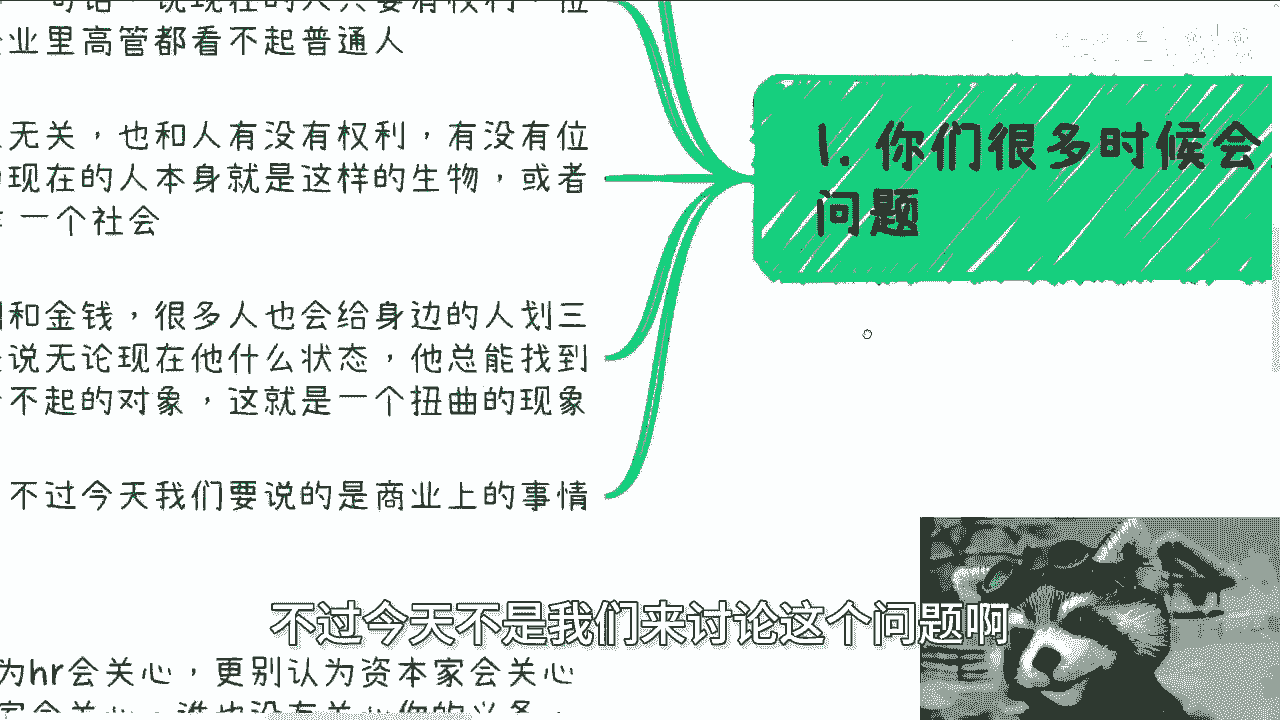 句话，说现在的人只要有权利，位
业里高管都看不起普通人
无关，也和人有没有权利，有没有位
现在的人本身就是这样的生物，或者
一个社会
和金钱，很多人也会给身边的人划三
说无论现在他什么状态，他总能找到
不起的对象，这就是一个扭曲的现象
不过今天我们要说的是商业上的事情
1. 你们很多时候会
问题
不过今天不是我们来讨论这个问题啊
为hr会关心，更别认为资本家会关心